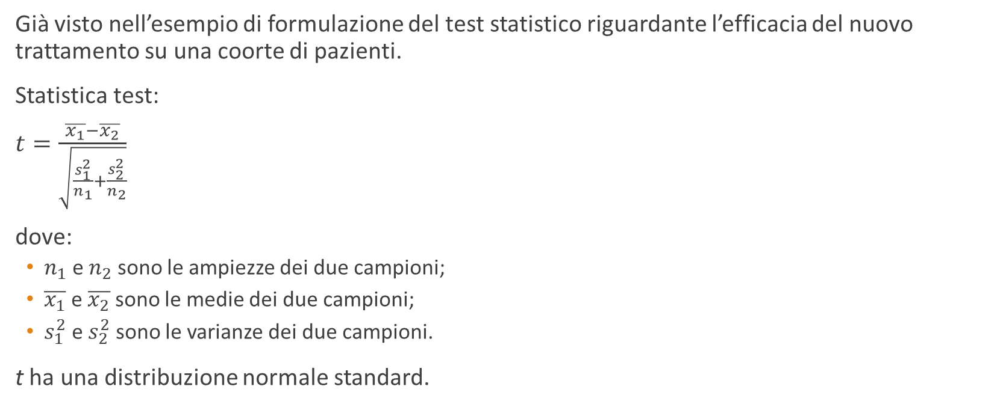 Già visto nell’esempio di formulazione del test statistico riguardante l’efficacia del nuovo
trattamento su una coorte di pazienti.
Statistica test:
$t = \frac{\overline{x_1} - \overline{x_2}}{\sqrt{\frac{s_1^2}{n_1} + \frac{s_2^2}{n_2}}}$
dove:
• $n_1$ e $n_2$ sono le ampiezze dei due campioni;
• $\overline{x_1}$ e $\overline{x_2}$ sono le medie dei due campioni;
• $s_1^2$ e $s_2^2$ sono le varianze dei due campioni.
t ha una distribuzione normale standard.